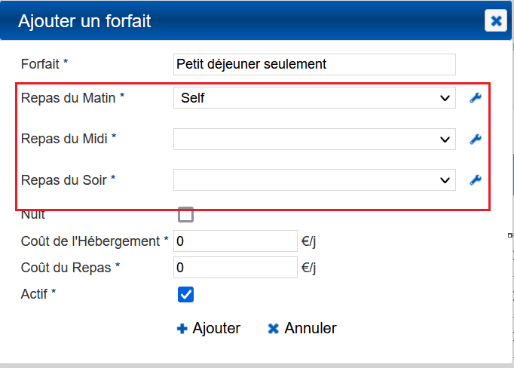 Ajouter un forfait
Forfait * Petit déjeuner seulement
Repas du Matin * Self
Repas du Midi *
Repas du Soir *
Nuit
Coût de l'Hébergement * 0 €/j
Coût du Repas * 0 €/j
Actif *
Ajouter Annuler